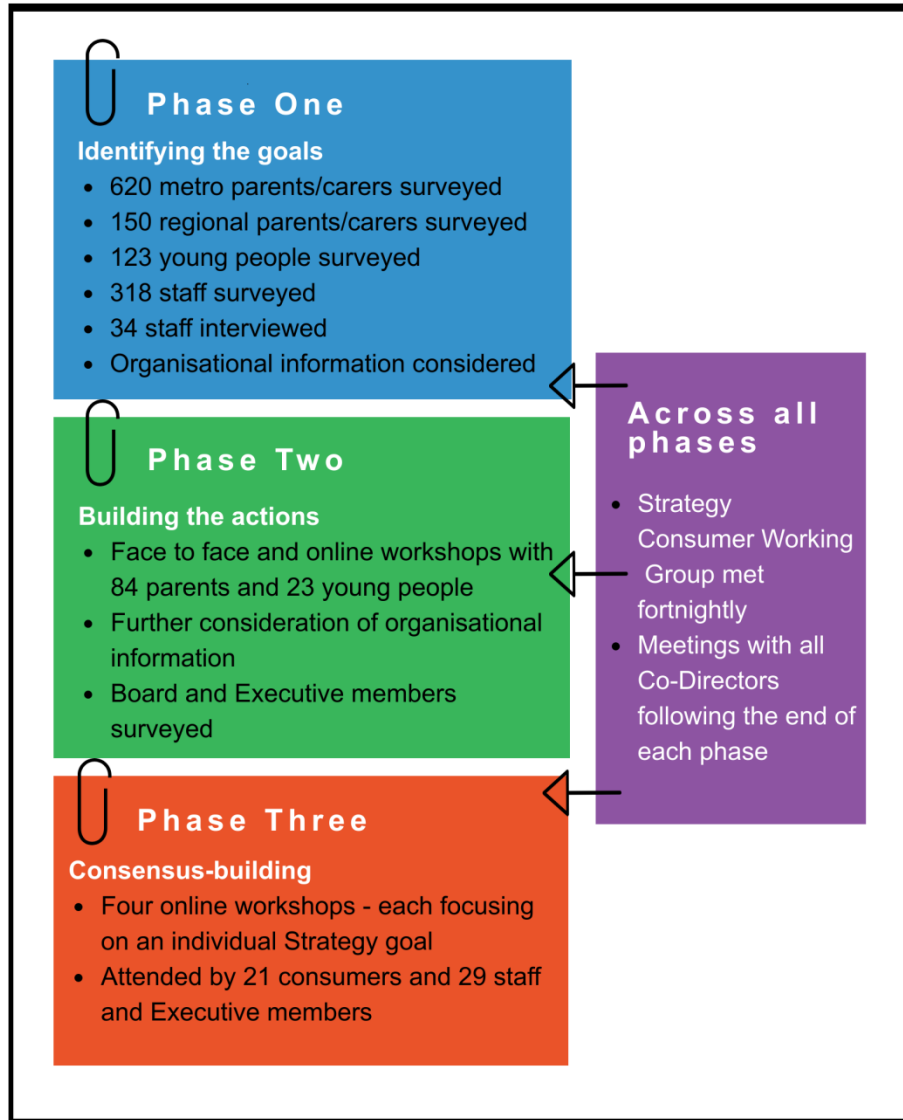 Phase One
Identifying the goals
• 620 metro parents/carers surveyed
• 150 regional parents/carers surveyed
• 123 young people surveyed
• 318 staff surveyed
• 34 staff interviewed
• Organisational information considered
Phase Two
Building the actions
• Face to face and online workshops with
84 parents and 23 young people
• Further consideration of organisational
information
• Board and Executive members
surveyed
Phase Three
Consensus-building
• Four online workshops - each focusing
on an individual Strategy goal
• Attended by 21 consumers and 29 staff
and Executive members
Across all
phases
• Strategy
Consumer Working
Group met
fortnightly
• Meetings with all
Co-Directors
following the end of
each phase